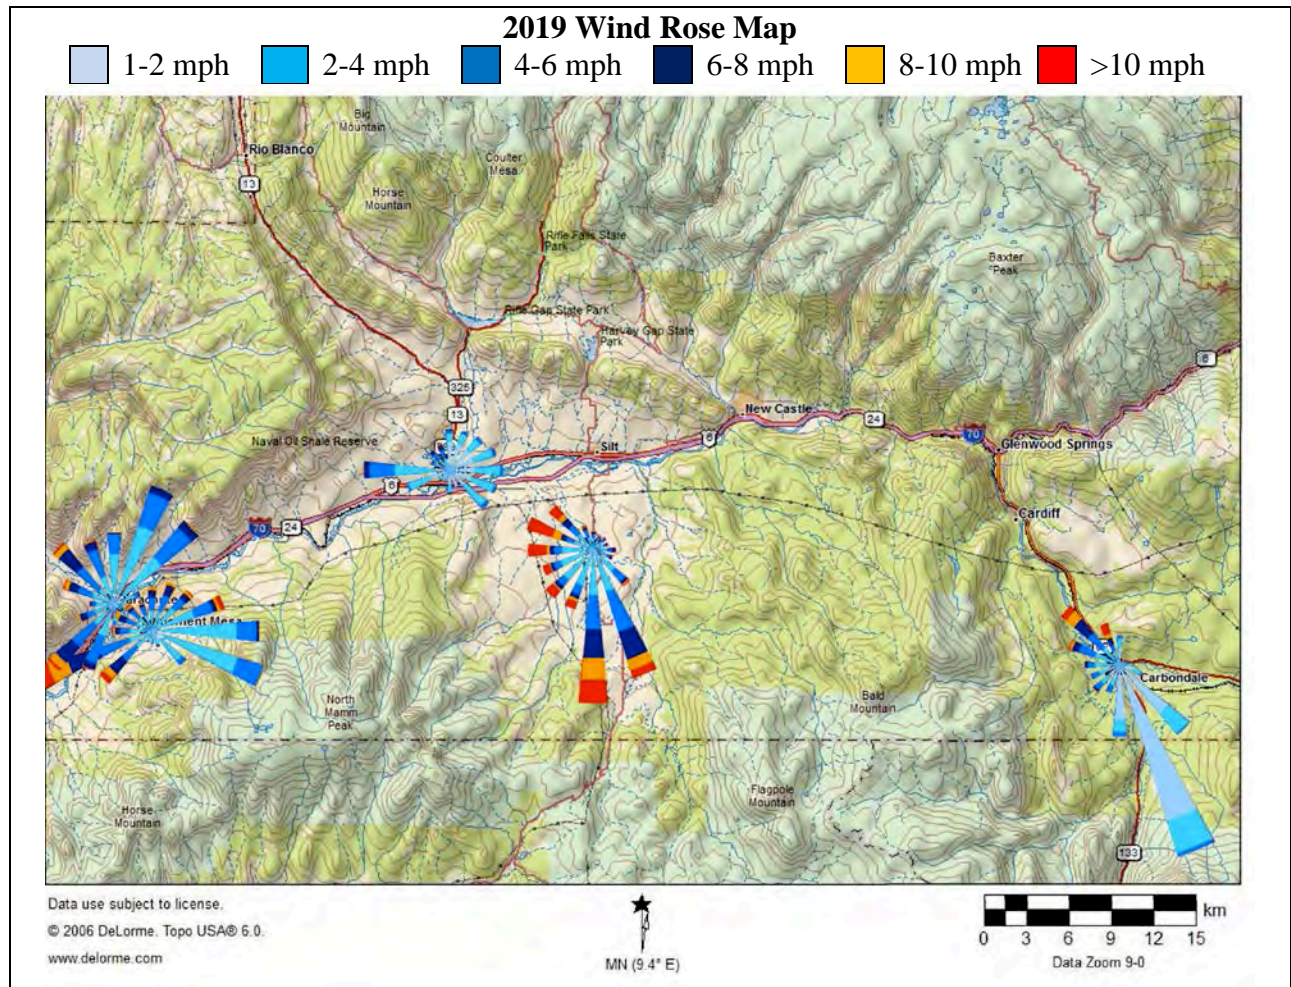 2019 Wind Rose Map
1-2 mph 2-4 mph 4-6 mph 6-8 mph 8-10 mph >10 mph
Big
Mountain
Rio Blanco
Coulter
Mesa
13
Horse
Mountain
Rifle Falls State
Park
Baxter
Peak
Rifle Gap State Park
Harvey Gap State
Park
6
325
13
New Castle
24
Naval Oil Shale Reserve
6
70
Glenwood Springs
Silt
6
Cardiff
70
24
Mesa
Carbondale
North
Mamm
Peak
Bald
Mountain
Horse
Mountain
Flagpole
Mountain
133
Data use subject to license.
© 2006 DeLorme. Topo USA® 6.0.
www.delorme.com
MN (9.4° E)
km
0 3 6 9 12 15
Data Zoom 9-0